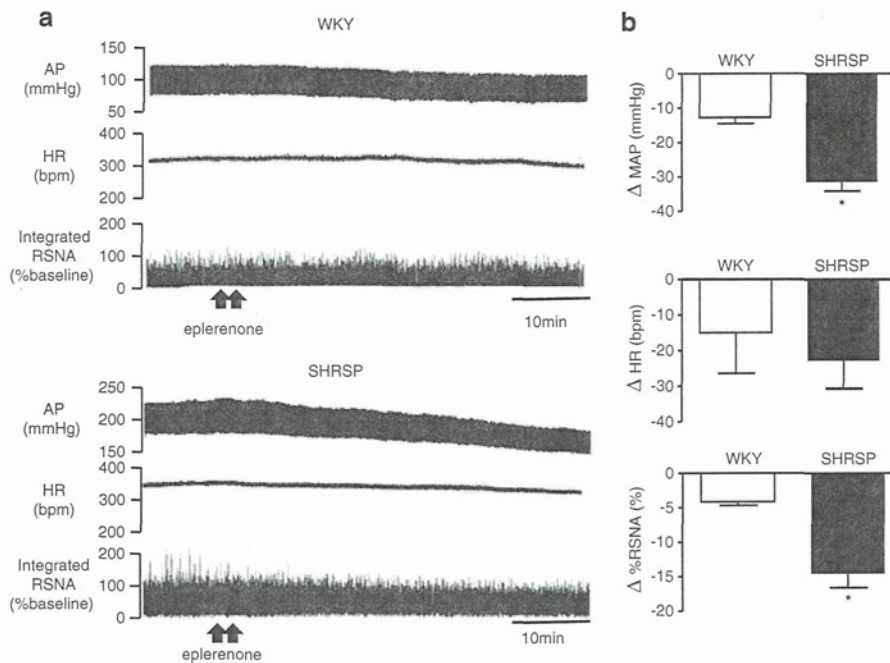 a
WKY
AP
(mmHg)
150
100
50
HR
(bpm)
400
300
200
Integrated
RSNA
(%baseline)
200
100
0
eplerenone
10min
SHRSP
AP
(mmHg)
250
200
150
HR
(bpm)
400
300
200
Integrated
RSNA
(%baseline)
200
100
0
eplerenone
10min
b
WKY SHRSP
Δ MAP (mmHg)
0
-10
-20
-30
-40
*
WKY SHRSP
Δ HR (bpm)
0
-10
-20
-30
-40
WKY SHRSP
Δ %RSNA (%)
0
-5
-10
-15
-20
*